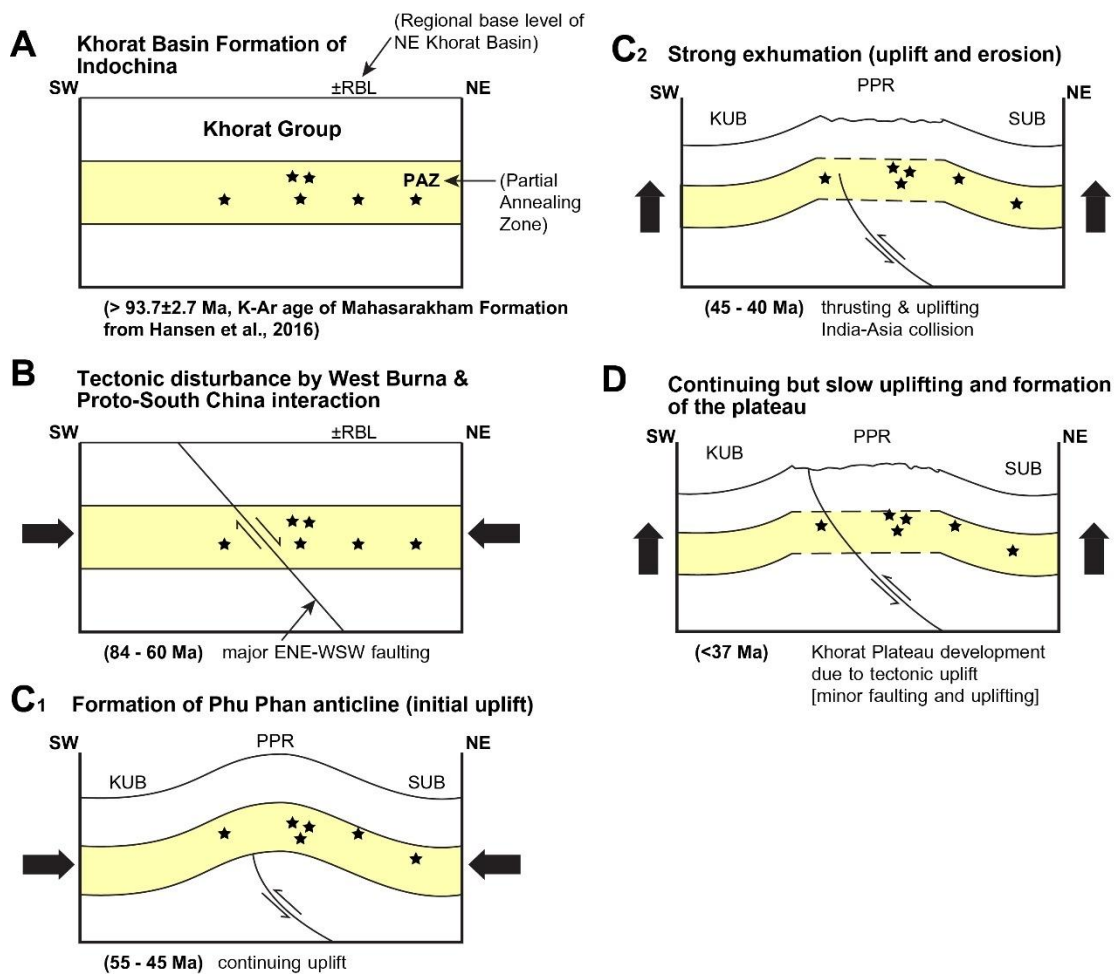 A
Khorat Basin Formation of
Indochina
(Regional base level of
NE Khorat Basin)
SW
±RBL
NE
Khorat Group
PAZ
(Partial
Annealing
Zone)
(> 93.7±2.7 Ma, K-Ar age of Mahasarakham Formation
from Hansen et al., 2016)
B
Tectonic disturbance by West Burna &
Proto-South China interaction
SW
±RBL
NE
(84 - 60 Ma) major ENE-WSW faulting
C1 Formation of Phu Phan anticline (initial uplift)
SW
PPR
NE
KUB
SUB
(55 - 45 Ma) continuing uplift
C2 Strong exhumation (uplift and erosion)
SW
PPR
NE
KUB
SUB
(45 - 40 Ma) thrusting & uplifting
India-Asia collision
D
Continuing but slow uplifting and formation
of the plateau
SW
PPR
NE
KUB
SUB
(<37 Ma) Khorat Plateau development
due to tectonic uplift
[minor faulting and uplifting]